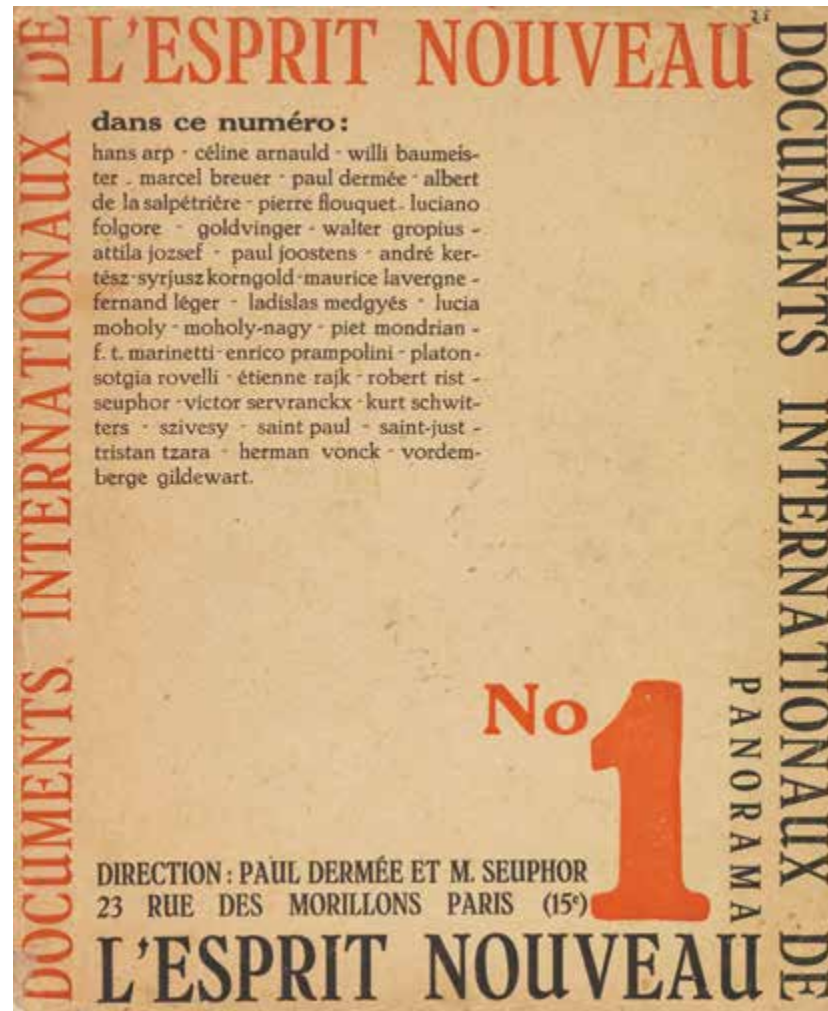 DOCUMENTS INTERNATIONAUX DE
L'ESPRIT NOUVEAU
dans ce numéro:
hans arp - céline arnauld - willi baumeis-
ter . marcel breuer - paul dermée - albert
de la salpétriére - pierre flouquet . luciano
folgore - goldvinger - walter gropius -
attila jozsef - paul joostens - andré ker-
tész - syrjusz korngold - maurice lavergne -
fernand léger - ladislas medgyés - lucia
moholy - moholy-nagy - piet mondrian -
f. t. marinetti - enrico prampolini - platon -
sotgia rovelli - étienne rajk - robert rist -
seuphor - victor servranckx - kurt schwit-
ters - szivesy - saint paul - saint-just -
tristan tzara - herman vonck - vordem-
berge gildewart.
No 1
PANORAMA
DIRECTION : PAUL DERMÉE ET M. SEUPHOR
23 RUE DES MORILLONS PARIS (15e)
DOCUMENTS INTERNATIONAUX DE
L'ESPRIT NOUVEAU